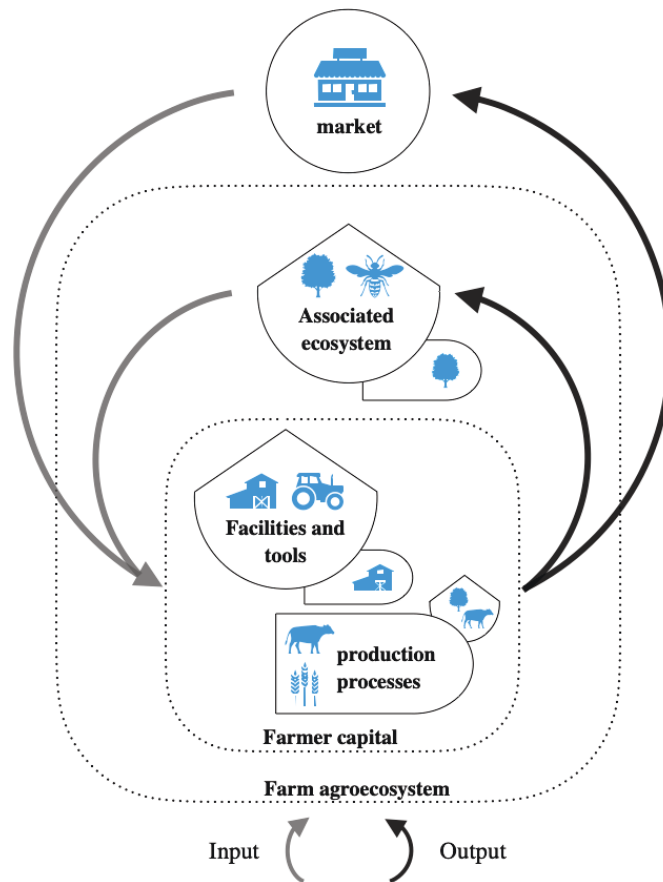 market
Associated
ecosystem
Facilities and
tools
production
processes
Farmer capital
Farm agroecosystem
Input
Output